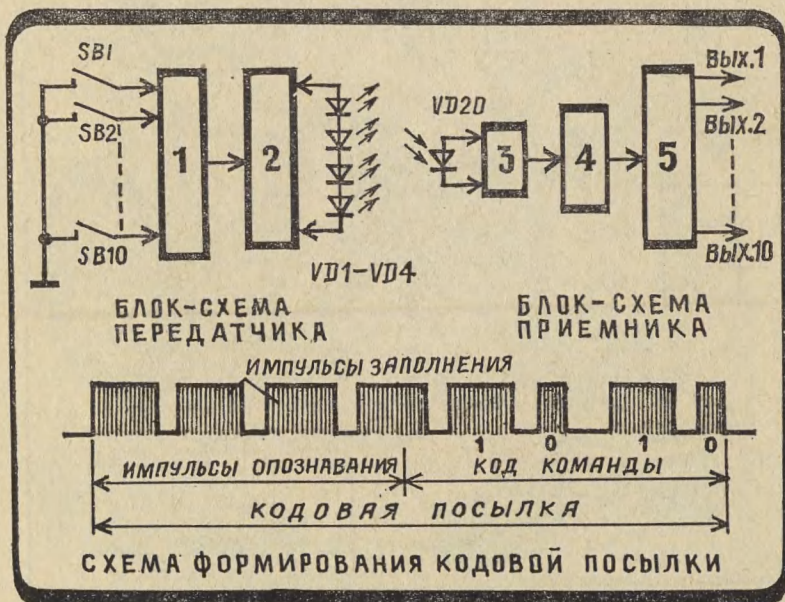 SB1
SB2
SB10
1
2
VD1-VD4
VD20
3
4
5
ВЫХ.1
ВЫХ.2
ВЫХ.10
БЛОК-СХЕМА
ПЕРЕДАТЧИКА
БЛОК-СХЕМА
ПРИЕМНИКА
ИМПУЛЬСЫ ЗАПОЛНЕНИЯ
1 0 1 0
ИМПУЛЬСЫ ОПОЗНАВАНИЯ
КОД КОМАНДЫ
КОДОВАЯ ПОСЫЛКА
СХЕМА ФОРМИРОВАНИЯ КОДОВОЙ ПОСЫЛКИ